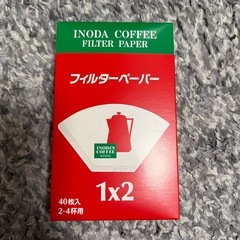 INODA COFFEE
FILTER PAPER
フィルターペーパー
INODA'S
COFFEE
KYOTO
1x2
40枚入
2-4杯用